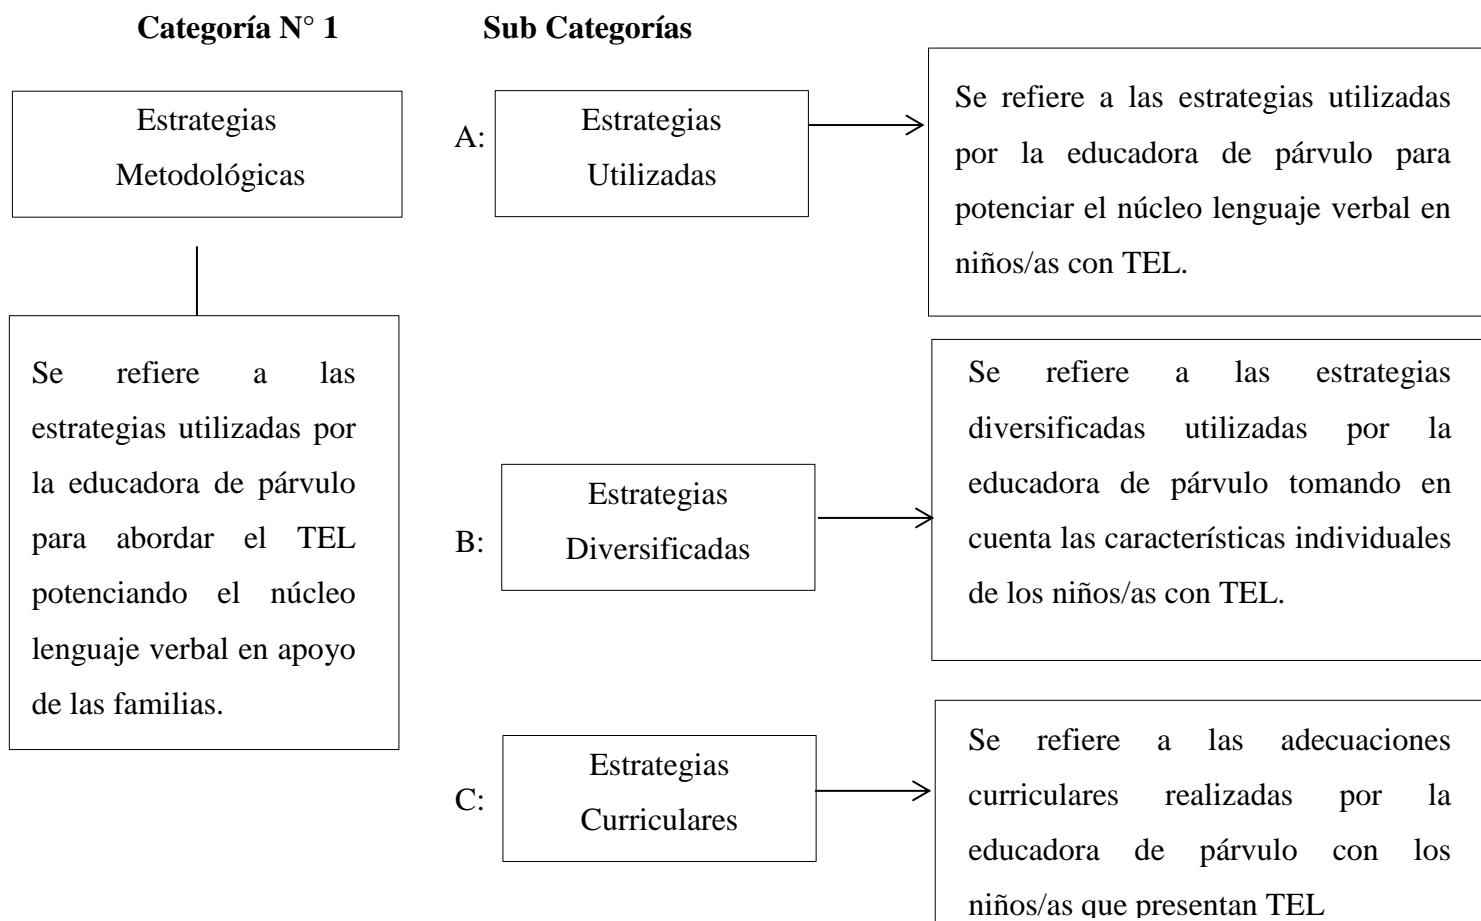 Categoría N° 1
Sub Categorías
Estrategias
Metodológicas
Se refiere a las
estrategias utilizadas por
la educadora de párvulo
para abordar el TEL
potenciando el núcleo
lenguaje verbal en apoyo
de las familias.
A:
Estrategias
Utilizadas
Se refiere a las estrategias utilizadas
por la educadora de párvulo para
potenciar el núcleo lenguaje verbal en
niños/as con TEL.
B:
Estrategias
Diversificadas
Se refiere a las estrategias
diversificadas utilizadas por la
educadora de párvulo tomando en
cuenta las características individuales
de los niños/as con TEL.
C:
Estrategias
Curriculares
Se refiere a las adecuaciones
curriculares realizadas por la
educadora de párvulo con los
niños/as que presentan TEL